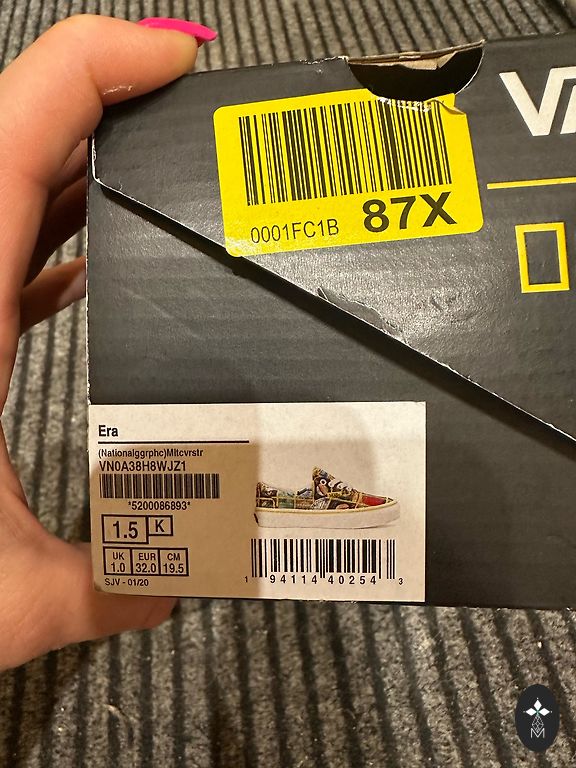 0001FC1B 87X
Era
(Nationalggrphc)Mltcvrstr
VN0A38H8WJZ1
*5200086893*
1.5 K
UK EUR CM
1.0 32.0 19.5
SJV - 01/20
1 94114 40254 3
M